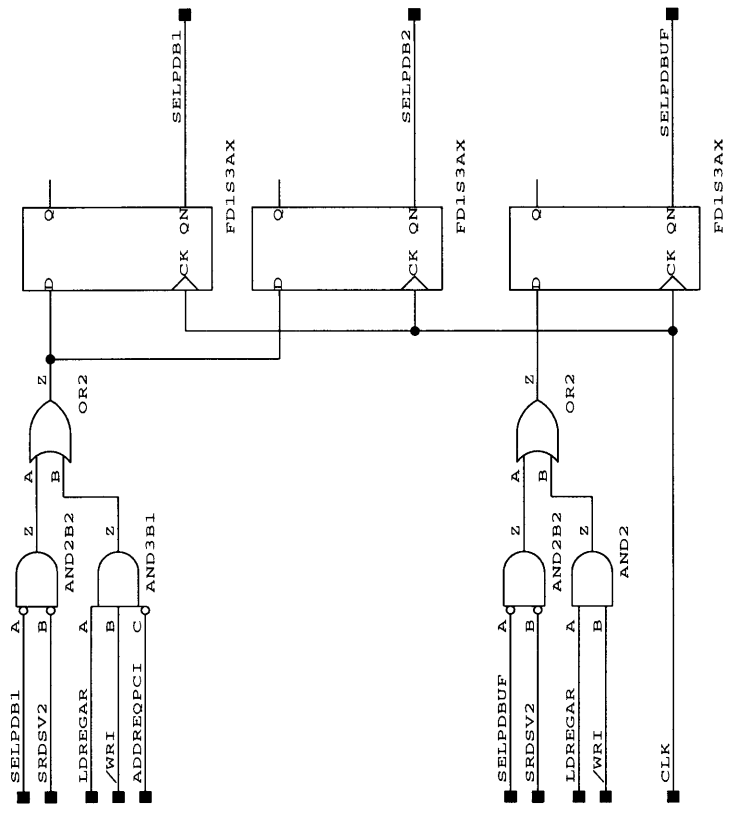 SELPDB1
SELPDB2
SELPDBUF
Q
QN
FD1S3AX
D
CK
Q
QN
FD1S3AX
D
CK
Q
QN
FD1S3AX
D
CK
Z
OR2
A
B
Z
OR2
A
B
Z
AND2B2
A
B
Z
AND3B1
A
B
C
Z
AND2B2
A
B
Z
AND2
A
B
SELPDB1
SRDSV2
LDREGAR
/WRI
ADDREQPCI
SELPDBUF
SRDSV2
LDREGAR
/WRI
CLK